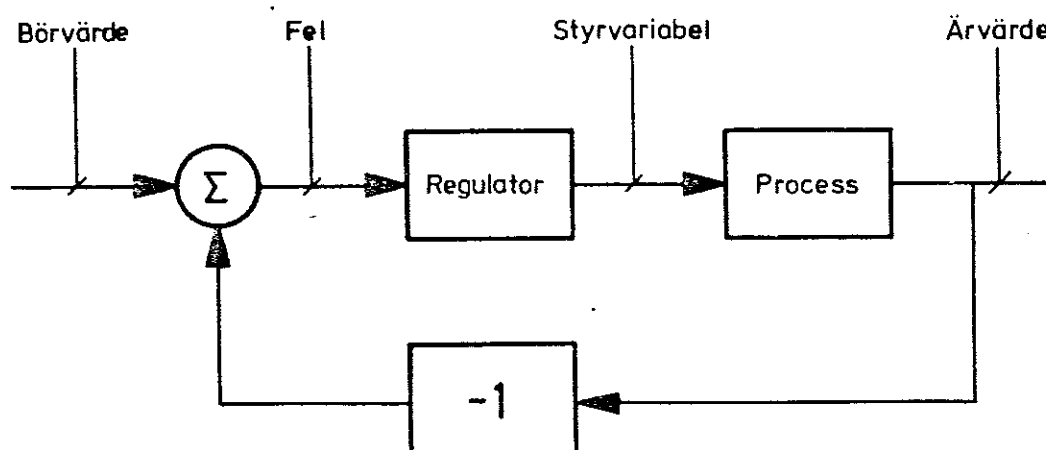 Börvärde
Fel
Styrvariabel
Ärvärde
Σ
Regulator
Process
-1